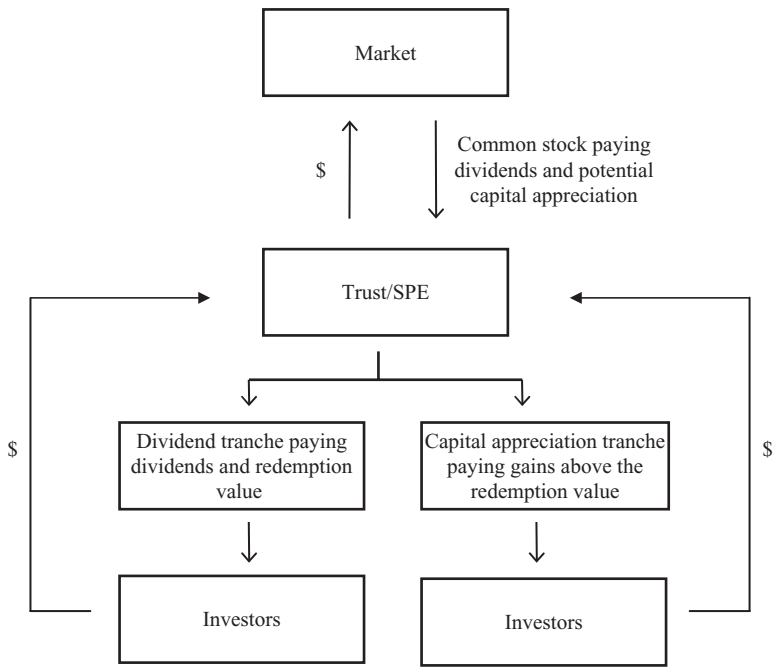 Market
$
Common stock paying
dividends and potential
capital appreciation
Trust/SPE
$
Dividend tranche paying
dividends and redemption
value
Capital appreciation tranche
paying gains above the
redemption value
$
Investors
Investors